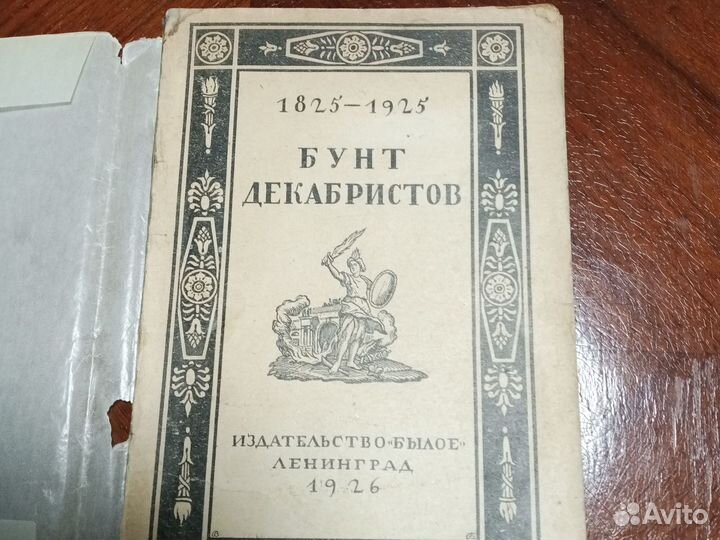 1825–1925
БУНТ
ДЕКАБРИСТОВ
ИЗДАТЕЛЬСТВО „БЫЛОЕ"
ЛЕНИНГРАД
1926
Avito